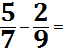 5/7 - 2/9 =